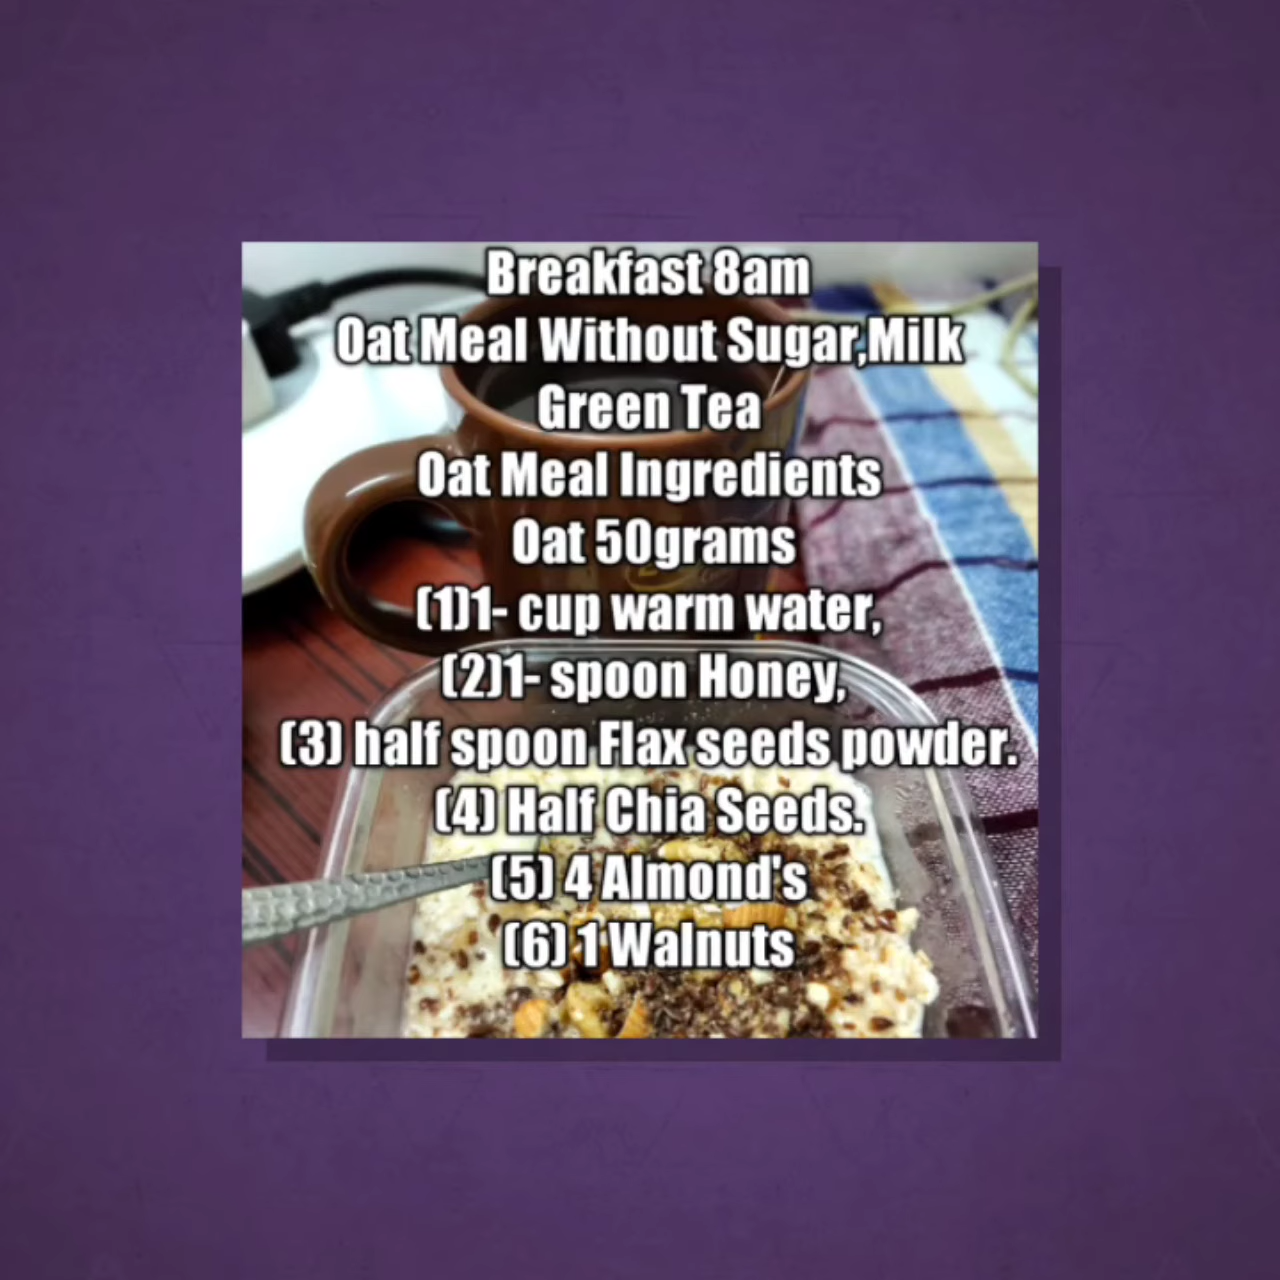 Breakfast 8am
Oat Meal Without Sugar,Milk
Green Tea
Oat Meal Ingredients
Oat 50grams
(1)1- cup warm water,
(2)1- spoon Honey,
(3) half spoon Flax seeds powder.
(4) Half Chia Seeds.
(5) 4 Almond's
(6) 1 Walnuts